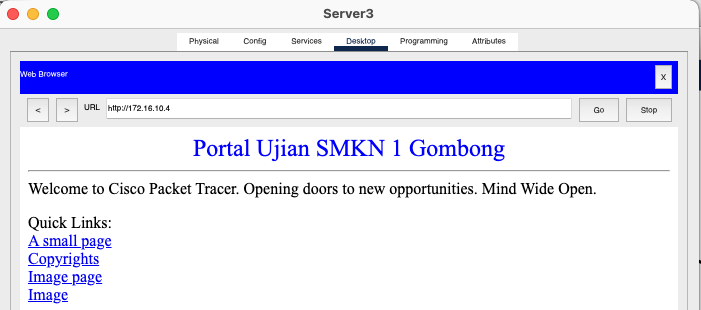 Server3
Physical Config Services Desktop Programming Attributes
Web Browser X
< > URL http://172.16.10.4 Go Stop
Portal Ujian SMKN 1 Gombong
Welcome to Cisco Packet Tracer. Opening doors to new opportunities. Mind Wide Open.
Quick Links:
A small page
Copyrights
Image page
Image